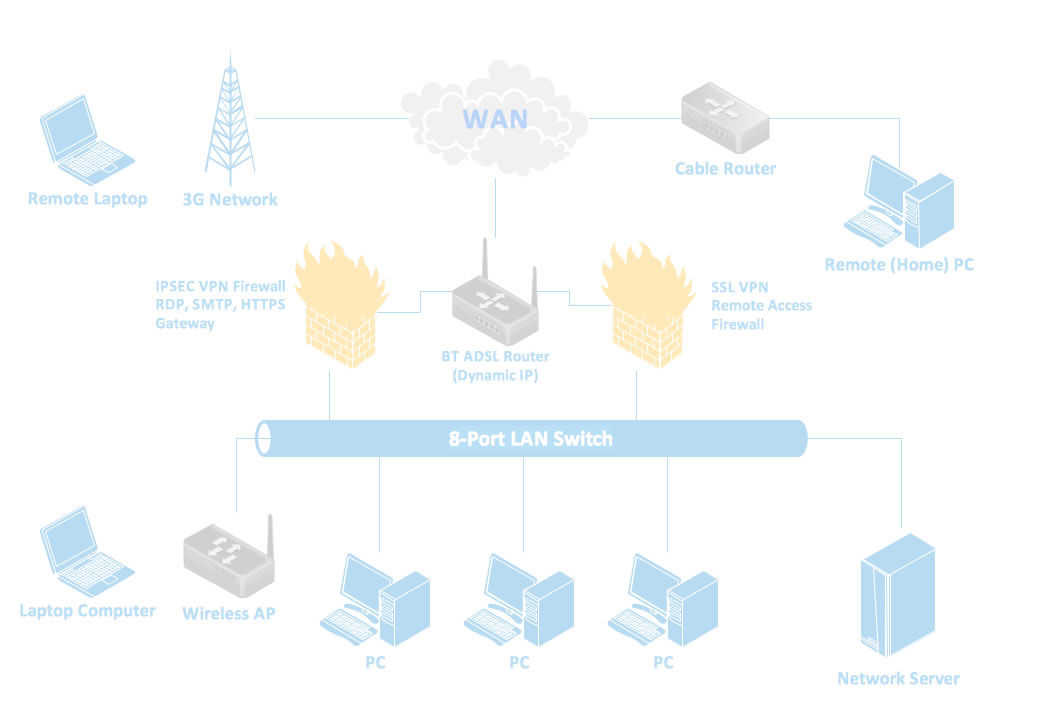 WAN
Cable Router
Remote Laptop
3G Network
Remote (Home) PC
IPSEC VPN Firewall
RDP, SMTP, HTTPS
Gateway
SSL VPN
Remote Access
Firewall
BT ADSL Router
(Dynamic IP)
8-Port LAN Switch
Laptop Computer
Wireless AP
PC
PC
PC
Network Server